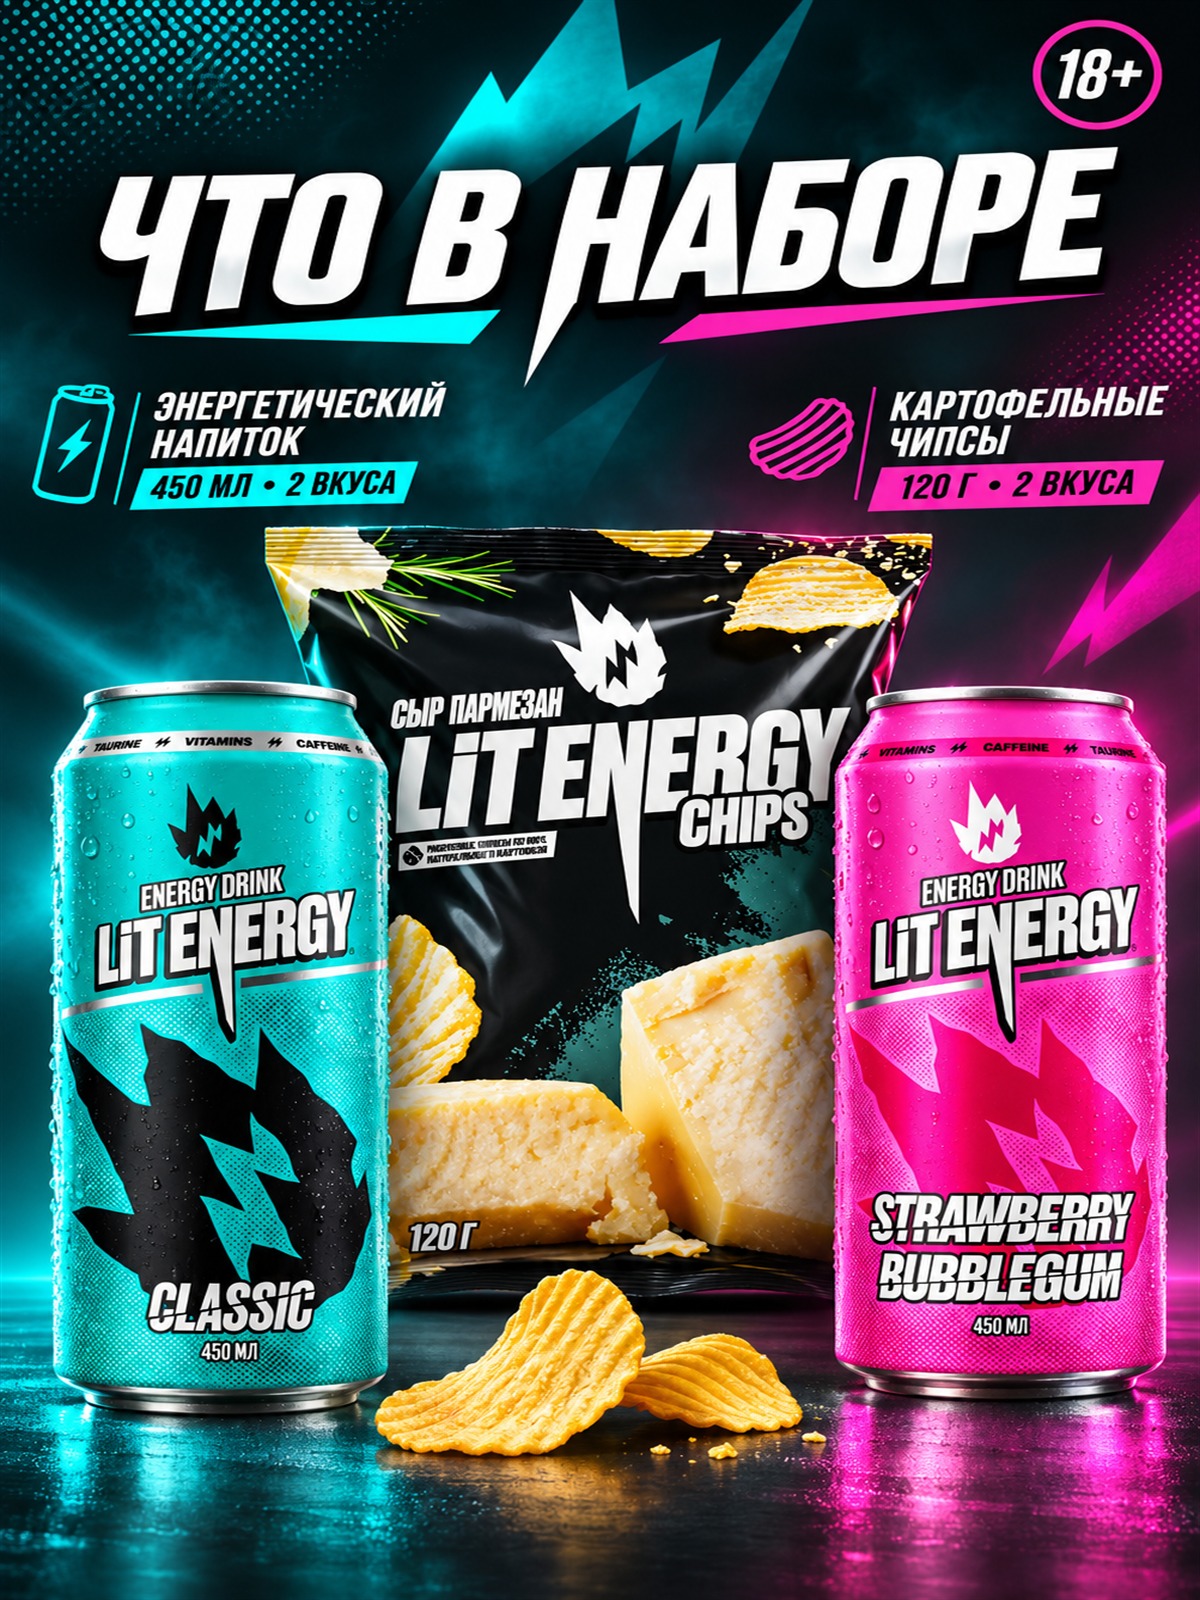 18+
ЧТО В НАБОРЕ
ЭНЕРГЕТИЧЕСКИЙ
НАПИТОК
450 МЛ • 2 ВКУСА
КАРТОФЕЛЬНЫЕ
ЧИПСЫ
120 Г • 2 ВКУСА
СЫР ПАРМЕЗАН
LiT ENERGY
CHIPS
120 Г
TAURINE VITAMINS CAFFEINE
ENERGY DRINK
LiT ENERGY
CLASSIC
450 МЛ
VITAMINS CAFFEINE TAURINE
ENERGY DRINK
LiT ENERGY
STRAWBERRY
BUBBLEGUM
450 МЛ